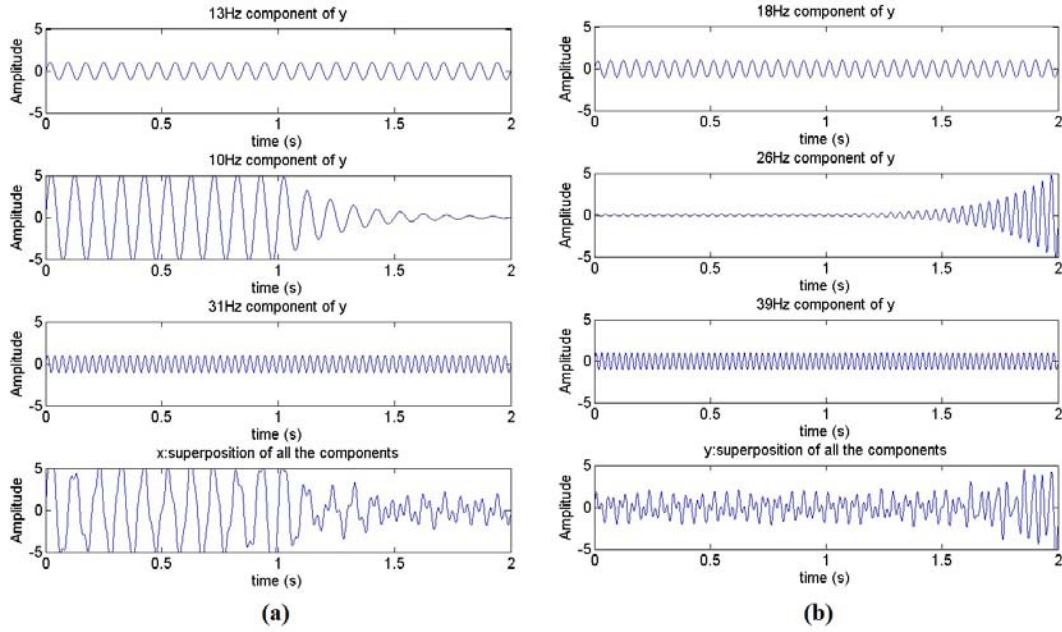 13Hz component of y
Amplitude
5
0
-5
0
0.5
1
1.5
2
time (s)
10Hz component of y
Amplitude
5
0
-5
0
0.5
1
1.5
2
time (s)
31Hz component of y
Amplitude
5
0
-5
0
0.5
1
1.5
2
time (s)
x:superposition of all the components
Amplitude
5
0
-5
0
0.5
1
1.5
2
time (s)
(a)
18Hz component of y
Amplitude
5
0
-5
0
0.5
1
1.5
2
time (s)
26Hz component of y
Amplitude
5
0
-5
0
0.5
1
1.5
2
time (s)
39Hz component of y
Amplitude
5
0
-5
0
0.5
1
1.5
2
time (s)
y:superposition of all the components
Amplitude
5
0
-5
0
0.5
1
1.5
2
time (s)
(b)